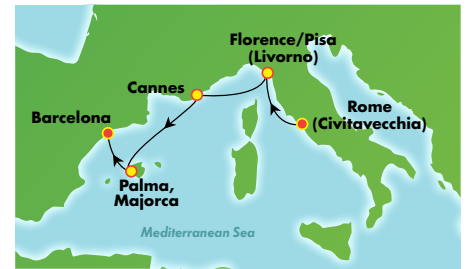 Florence/Pisa
(Livorno)
Cannes
Barcelona
Rome
(Civitavecchia)
Palma,
Majorca
Mediterranean Sea